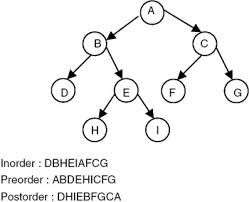 A
B C
D E F G
H I
Inorder : DBHEIAFCG
Preorder : ABDEHICFG
Postorder : DHIEBFGCA